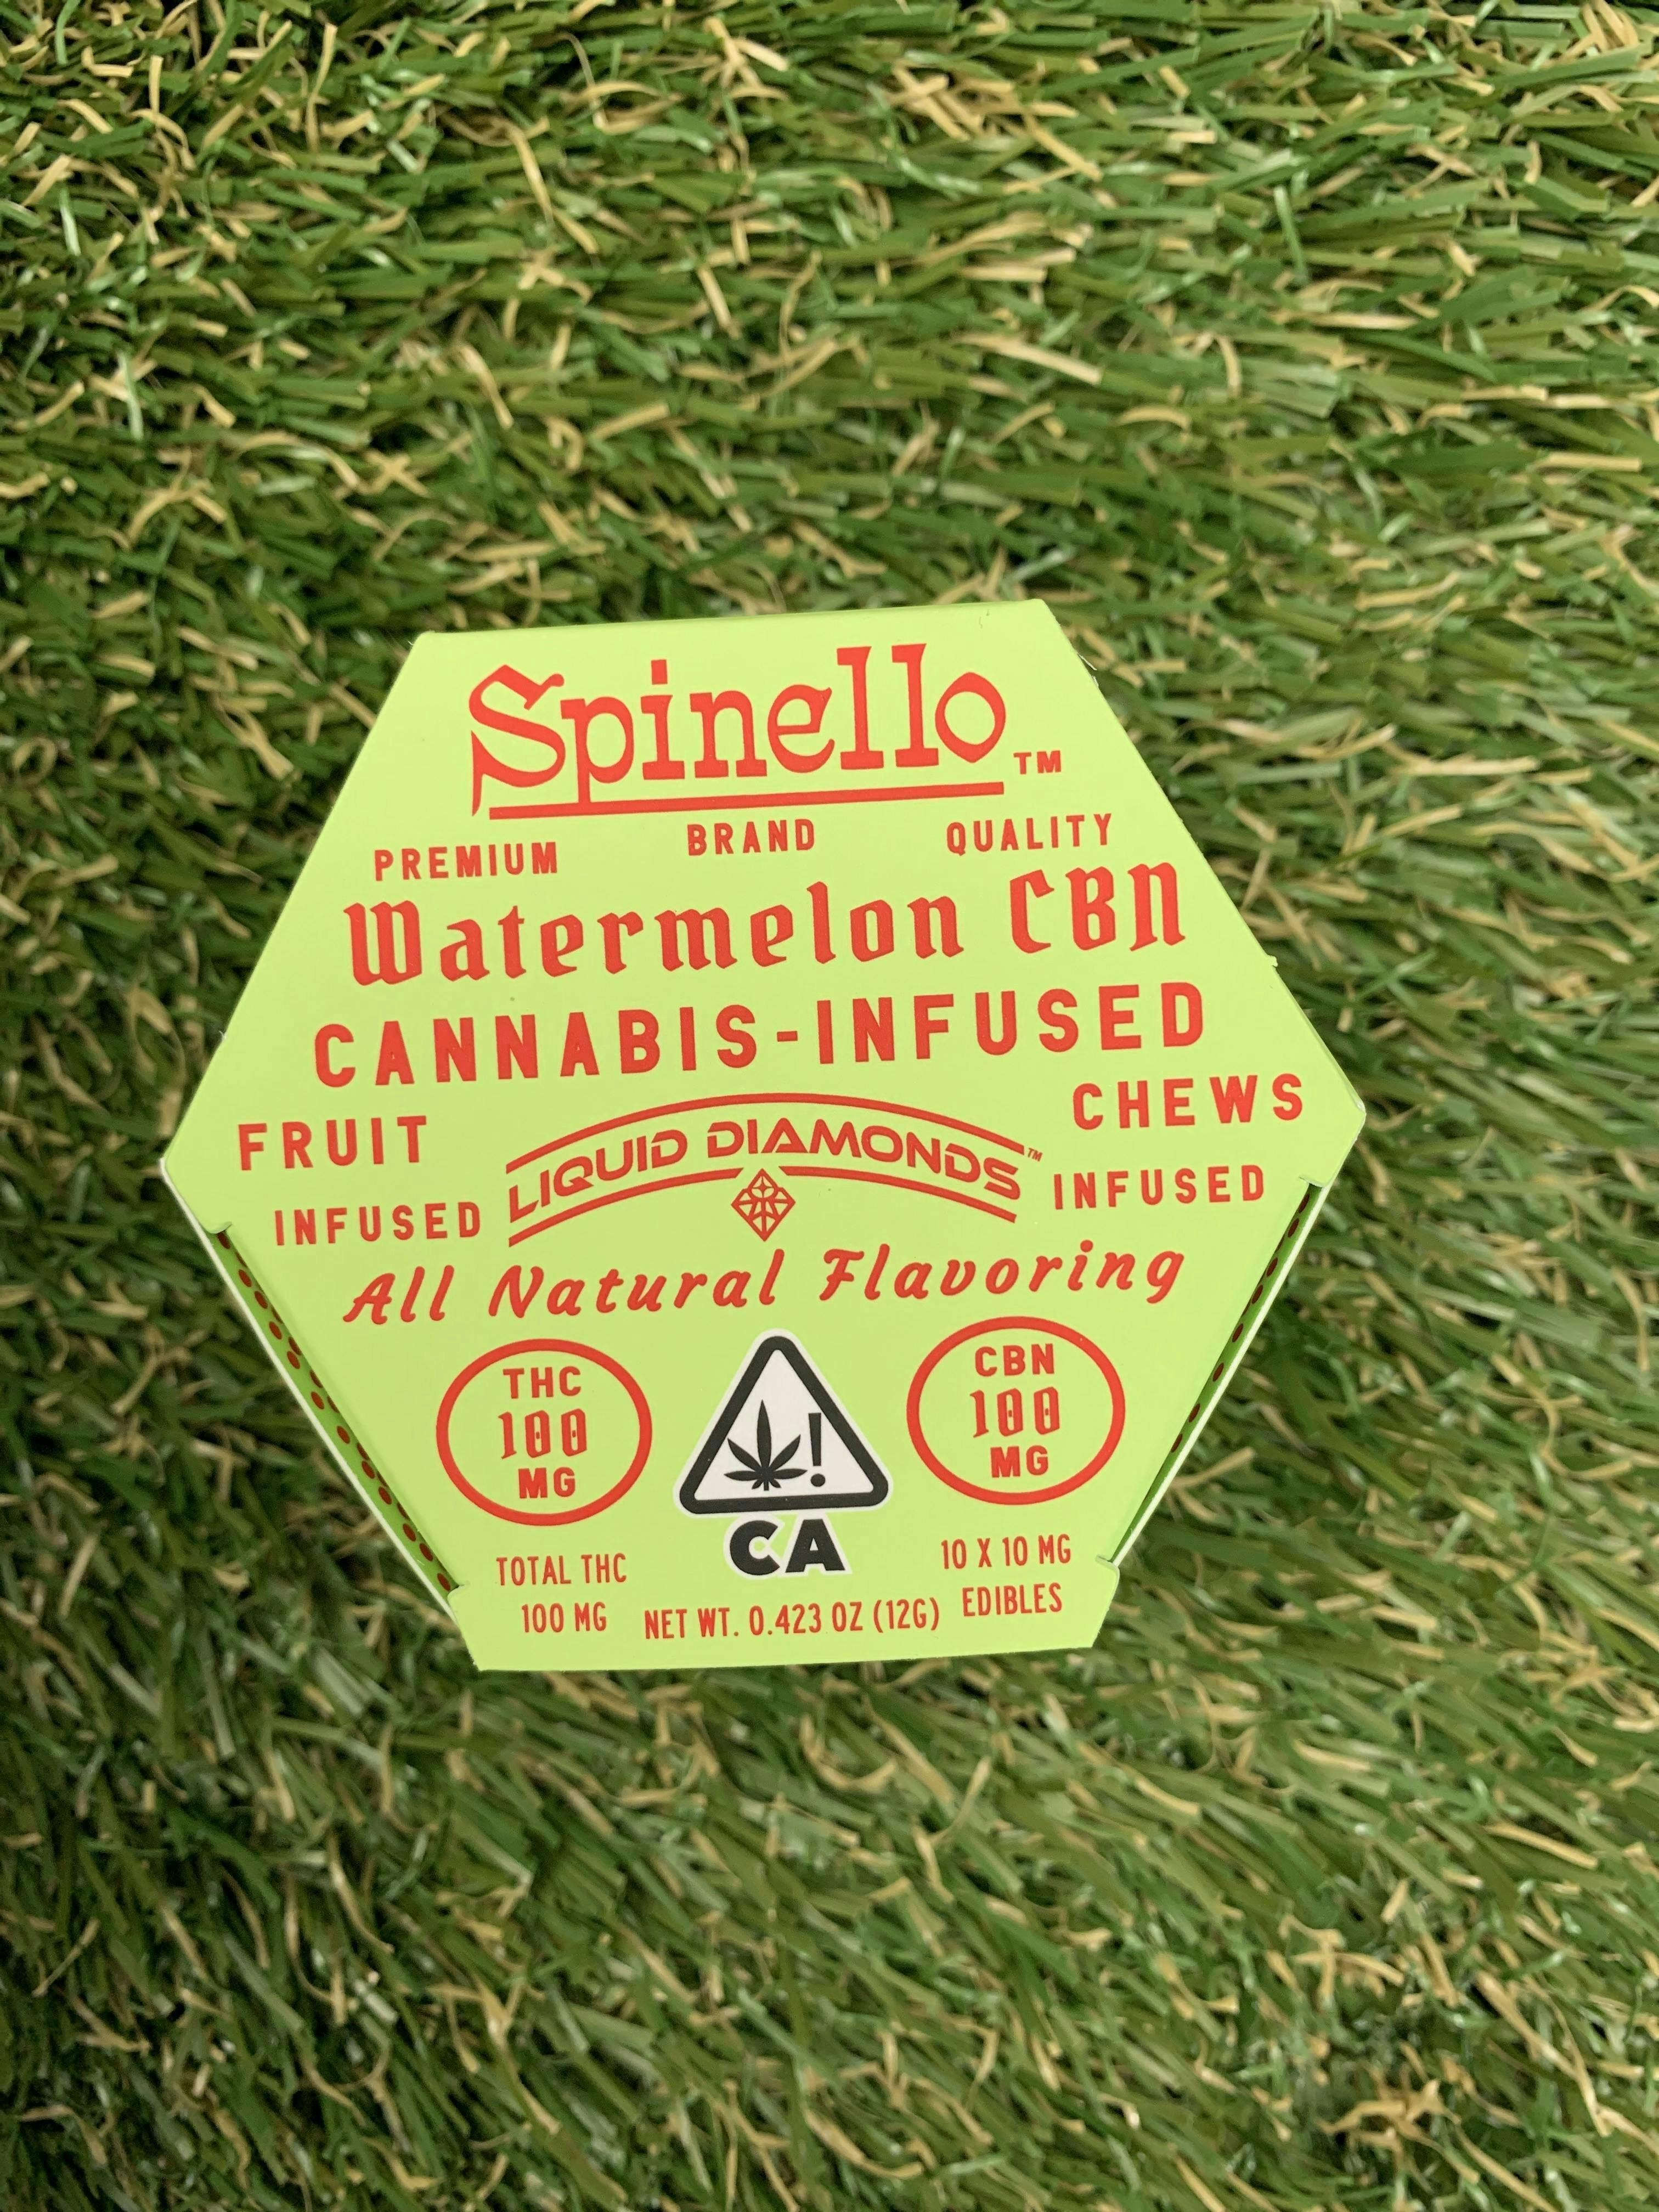 Spinello™
PREMIUM BRAND QUALITY
Watermelon CBN
CANNABIS-INFUSED
FRUIT CHEWS
INFUSED LIQUID DIAMONDS™ INFUSED
All Natural Flavoring
THC
100
MG
CBN
100
MG
!
CA
TOTAL THC
100 MG
NET WT. 0.423 OZ (12G)
10 X 10 MG
EDIBLES